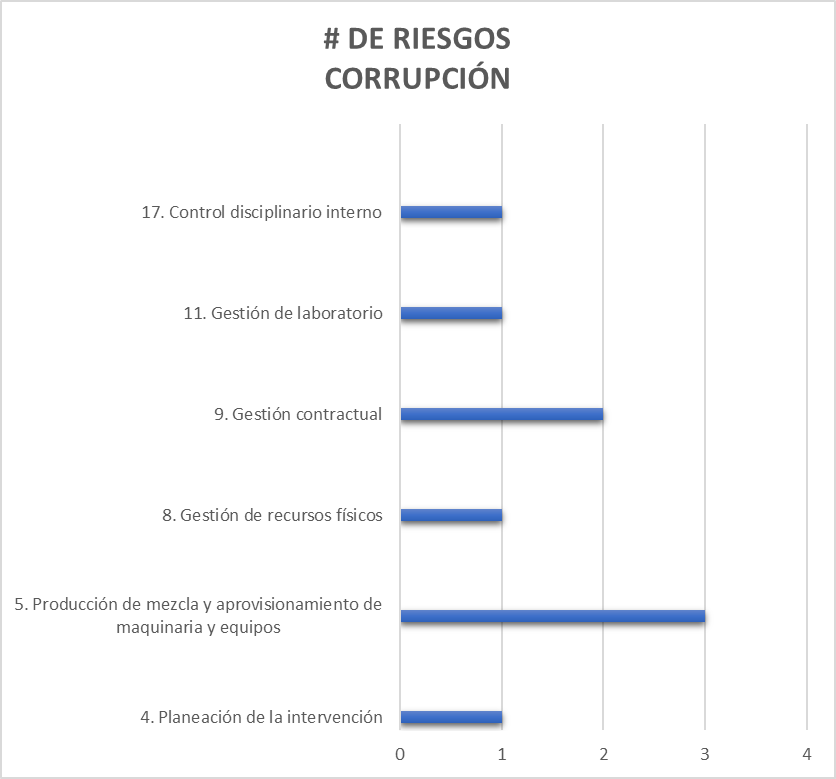 # DE RIESGOS
CORRUPCIÓN
17. Control disciplinario interno
11. Gestión de laboratorio
9. Gestión contractual
8. Gestión de recursos físicos
5. Producción de mezcla y aprovisionamiento de
maquinaria y equipos
4. Planeación de la intervención
0 1 2 3 4